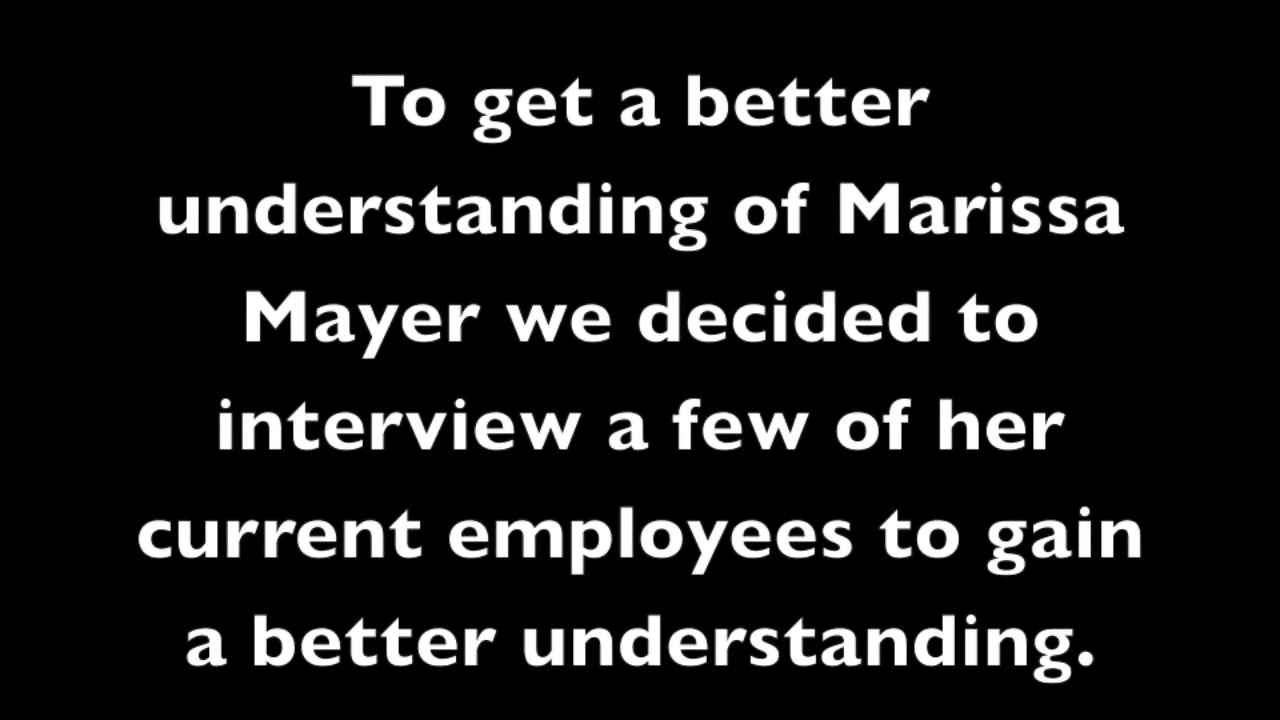 To get a better
understanding of Marissa
Mayer we decided to
interview a few of her
current employees to gain
a better understanding.